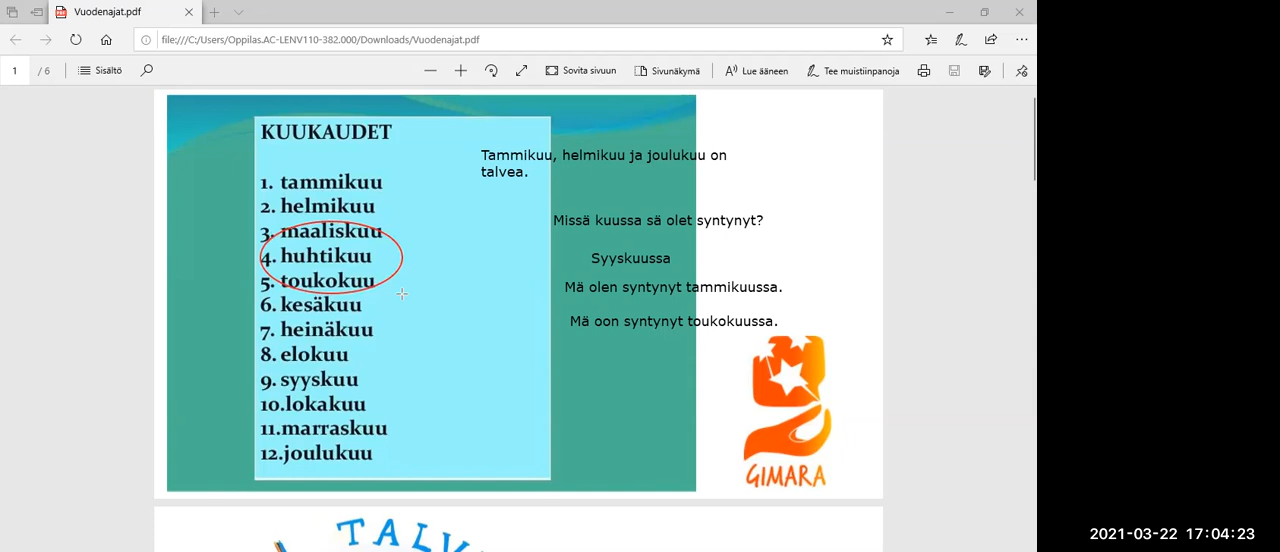 Vuodenajat.pdf
file:///C:/Users/Oppilas.AC-LENV110-382.000/Downloads/Vuodenajat.pdf
1 / 6 Sisältö Sovita sivuun Sivunäkymä Lue ääneen Tee muistiinpanoja
KUUKAUDET
1. tammikuu
2. helmikuu
3. maaliskuu
4. huhtikuu
5. toukokuu
6. kesäkuu
7. heinäkuu
8. elokuu
9. syyskuu
10.lokakuu
11.marraskuu
12.joulukuu
Tammikuu, helmikuu ja joulukuu on
talvea.
Missä kuussa sä olet syntynyt?
Syyskuussa
Mä olen syntynyt tammikuussa.
Mä oon syntynyt toukokuussa.
GIMARA
TALV
2021-03-22 17:04:23